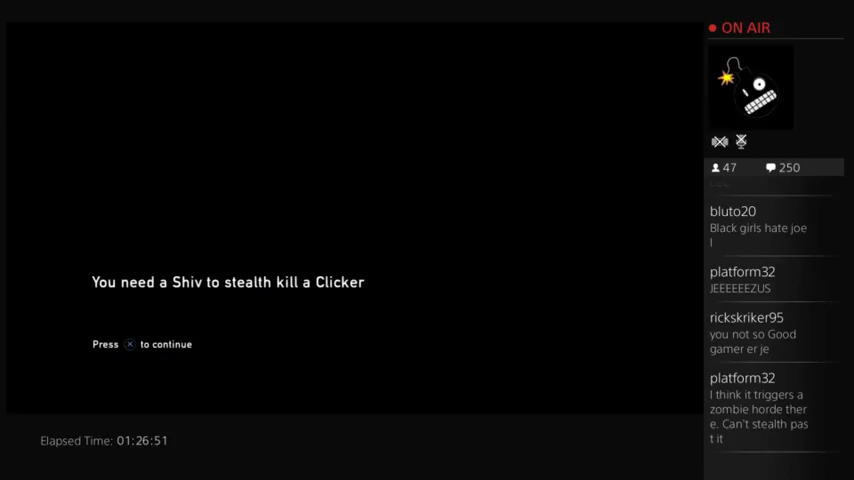 ON AIR
47 250
bluto20
Black girls hate joe
l
platform32
JEEEEEEZUS
rickskriker95
you not so Good
gamer er je
platform32
I think it triggers a
zombie horde ther
e. Can't stealth pas
t it
You need a Shiv to stealth kill a Clicker
Press to continue
Elapsed Time: 01:26:51